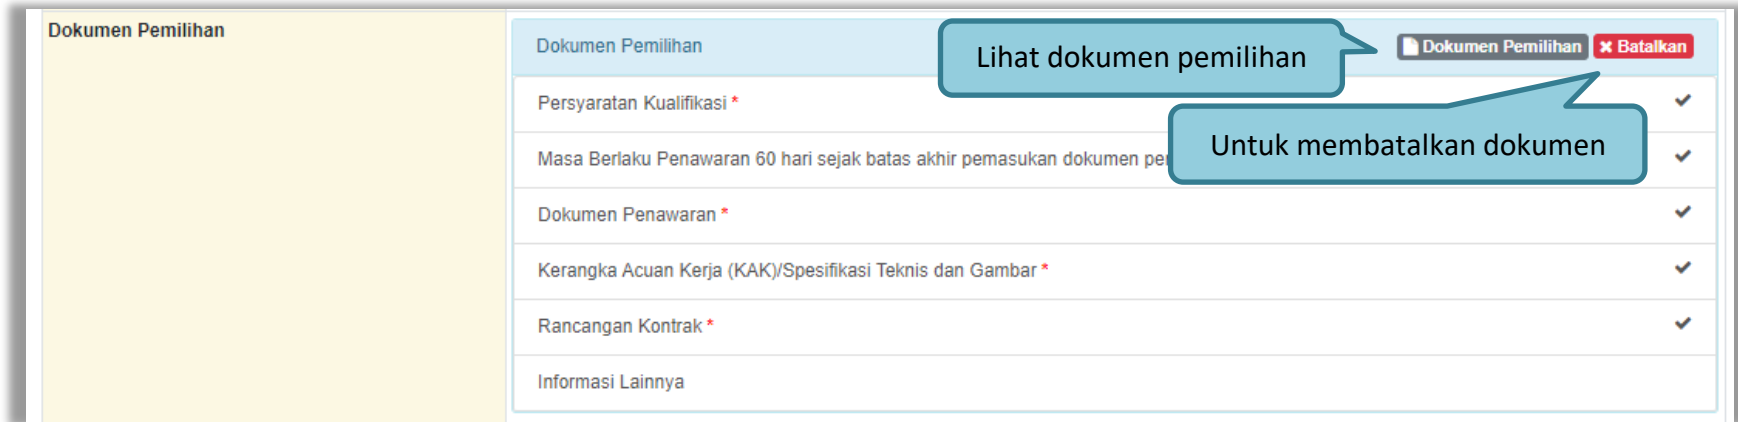 Dokumen Pemilihan
Dokumen Pemilihan
Lihat dokumen pemilihan
Dokumen Pemilihan
Batalkan
Persyaratan Kualifikasi *
Untuk membatalkan dokumen
Masa Berlaku Penawaran 60 hari sejak batas akhir pemasukan dokumen
Dokumen Penawaran *
Kerangka Acuan Kerja (KAK)/Spesifikasi Teknis dan Gambar *
Rancangan Kontrak *
Informasi Lainnya